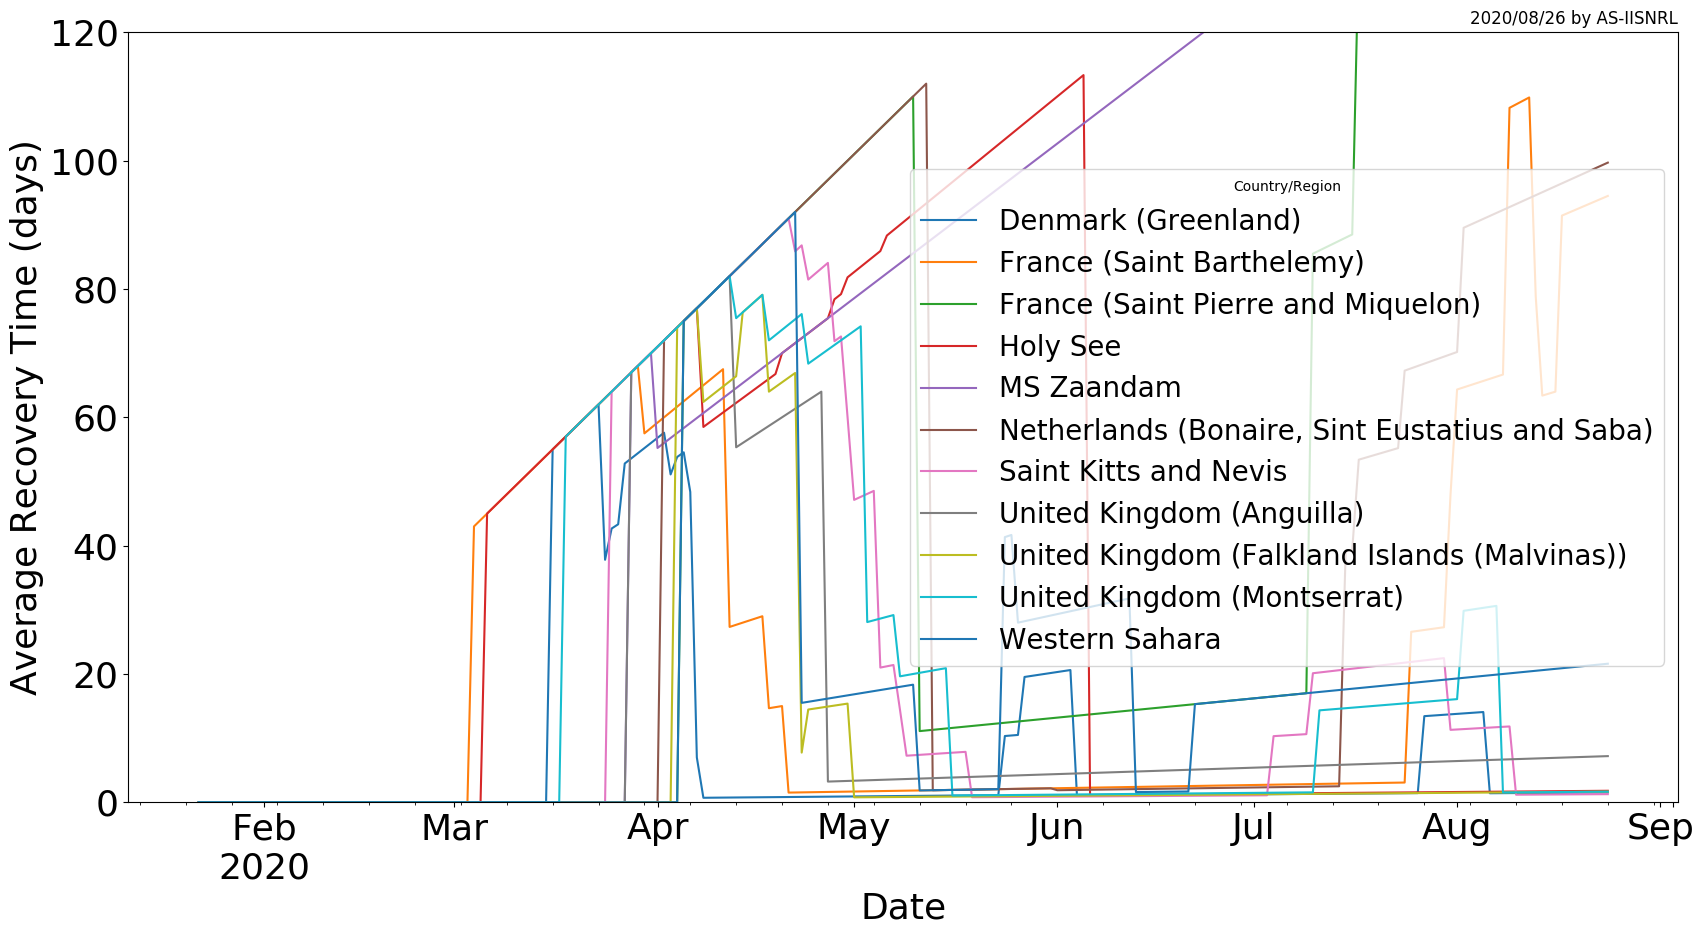 2020/08/26 by AS-IISNRL
120
100
80
60
40
20
0
Average Recovery Time (days)
Country/Region
Denmark (Greenland)
France (Saint Barthelemy)
France (Saint Pierre and Miquelon)
Holy See
MS Zaandam
Netherlands (Bonaire, Sint Eustatius and Saba)
Saint Kitts and Nevis
United Kingdom (Anguilla)
United Kingdom (Falkland Islands (Malvinas))
United Kingdom (Montserrat)
Western Sahara
Feb Mar Apr May Jun Jul Aug Sep
2020
Date